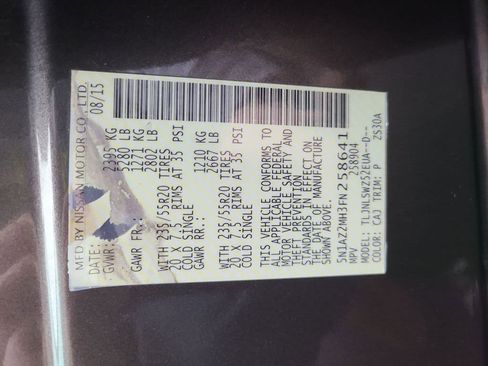 MFD BY NISSAN MOTOR CO., LTD.
DATE: 08/15
GVWR: 2395 KG
5280 LB
GAWR FR: 1271 KG
2802 LB
WITH 235/55R20 TIRES
20 X 7.5 RIMS AT 35 PSI
COLD SINGLE
GAWR RR: 1210 KG
2667 LB
WITH 235/55R20 TIRES
20 X 7.5 RIMS AT 35 PSI
COLD SINGLE
THIS VEHICLE CONFORMS TO
ALL APPLICABLE FEDERAL
MOTOR VEHICLE SAFETY AND
THEFT PREVENTION
STANDARDS IN EFFECT ON
THE DATE OF MANUFACTURE
SHOWN ABOVE.
5N1AZ2MH3FN258641
MPV 258904
MODEL: TLJNLSWZ52EUA--D--
COLOR: CAJ TRIM: P 2S30A